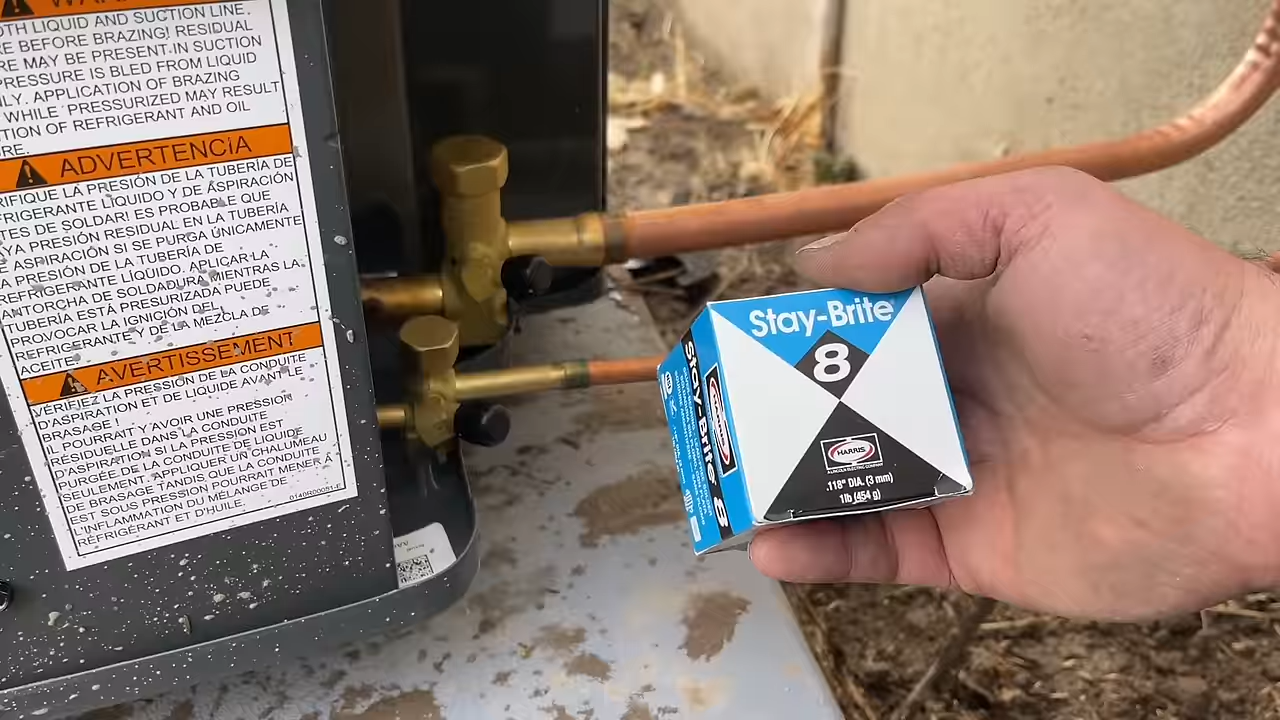 OTH LIQUID AND SUCTION LINE.
RE BEFORE BRAZING! RESIDUAL
RE MAY BE PRESENT IN SUCTION
PRESSURE IS BLED FROM LIQUID
NLY. APPLICATION OF BRAZING
WHILE PRESSURIZED MAY RESULT
TION OF REFRIGERANT AND OIL
RE.
ADVERTENCIA
RIFIQUE LA PRESIÓN DE LA TUBERÍA DE
FRIGERANTE LÍQUIDO Y DE ASPIRACIÓN
TES DE SOLDAR! ES PROBABLE QUE
YA PRESIÓN RESIDUAL EN LA TUBERÍA
E ASPIRACIÓN SI SE PURGA ÚNICAMENTE
A PRESIÓN DE LA TUBERÍA DE
REFRIGERANTE LÍQUIDO. APLICAR LA
ANTORCHA DE SOLDADURA MIENTRAS LA
TUBERÍA ESTÁ PRESURIZADA PUEDE
PROVOCAR LA IGNICIÓN DEL
REFRIGERANTE Y DE LA MEZCLA DE
ACEITE.
AVERTISSEMENT
VÉRIFIEZ LA PRESSION DE LA CONDUITE
D'ASPIRATION ET DE LIQUIDE AVANT LE
BRASAGE !
IL POURRAIT Y AVOIR UNE PRESSION
RÉSIDUELLE DANS LA CONDUITE
D'ASPIRATION SI LA PRESSION EST
PURGÉE DE LA CONDUITE DE LIQUIDE
SEULEMENT. APPLIQUER UN CHALUMEAU
DE BRASAGE TANDIS QUE LA CONDUITE
EST SOUS PRESSION RISQUE DE MENER À
L'INFLAMMATION DU MÉLANGE DE
RÉFRIGÉRANT ET D'HUILE.
0140R00081-E
Stay-Brite
8
HARRIS
A LINCOLN ELECTRIC COMPANY
.118" DIA. (3 mm)
1lb (454 g)
Stay-Brite 8